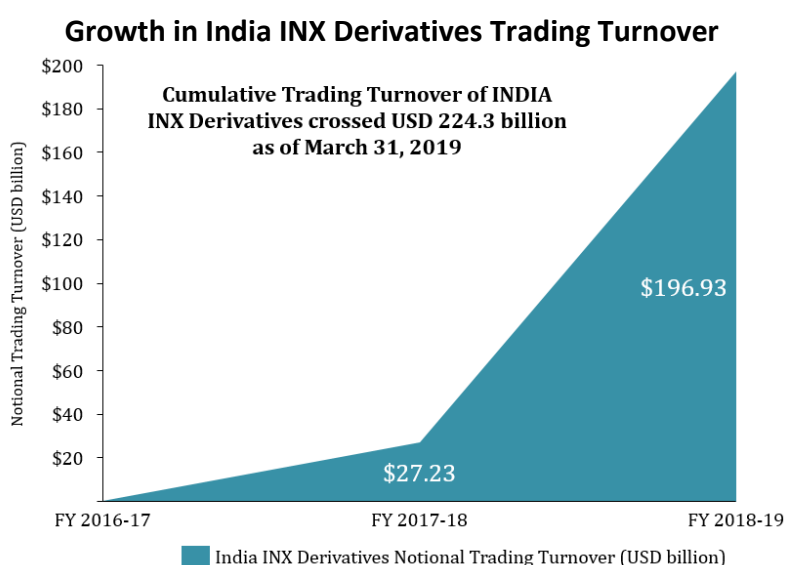 Growth in India INX Derivatives Trading Turnover
Cumulative Trading Turnover of INDIA
INX Derivatives crossed USD 224.3 billion
as of March 31, 2019
Notional Trading Turnover (USD billion)
$200
$180
$160
$140
$120
$100
$80
$60
$40
$20
$27.23
$196.93
FY 2016-17
FY 2017-18
FY 2018-19
India INX Derivatives Notional Trading Turnover (USD billion)